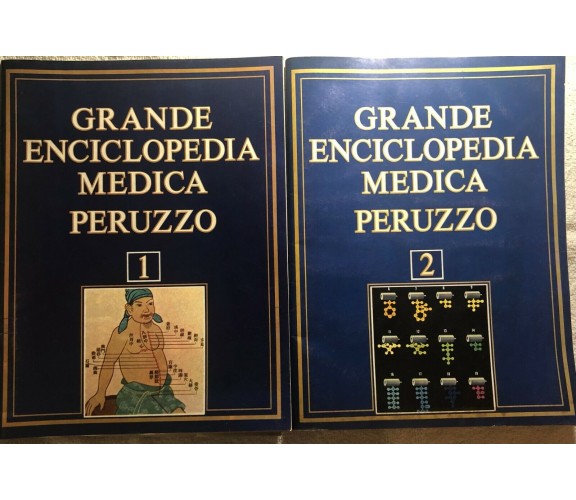 GRANDE
ENCICLOPEDIA
MEDICA
PERUZZO
1
GRANDE
ENCICLOPEDIA
MEDICA
PERUZZO
2